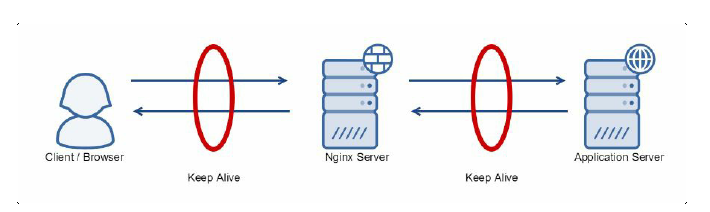 Client / Browser
Nginx Server
Application Server
Keep Alive
Keep Alive